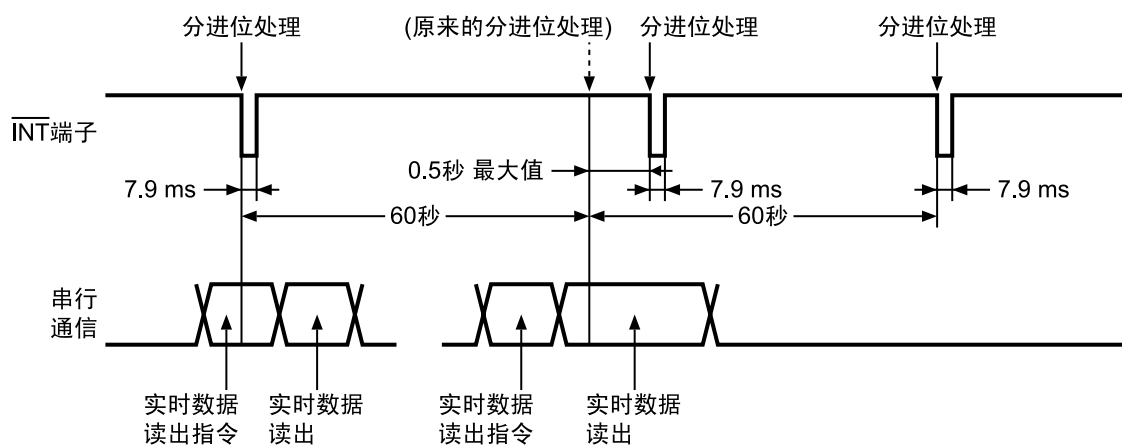 分进位处理
(原来的分进位处理)
分进位处理
分进位处理
INT端子
0.5秒 最大值
7.9 ms
7.9 ms
7.9 ms
60秒
60秒
串行
通信
实时数据
读出指令
实时数据
读出
实时数据
读出指令
实时数据
读出